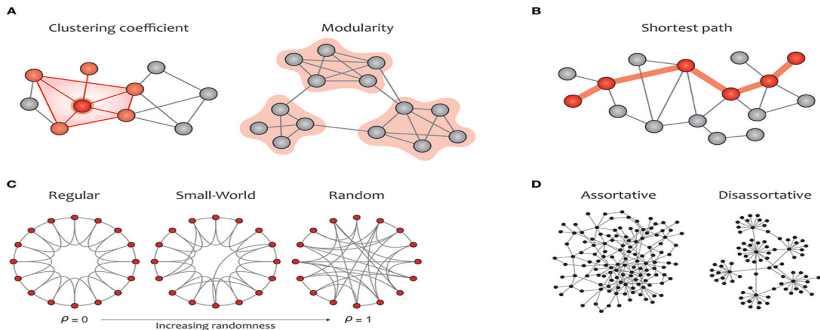 A
Clustering coefficient
Modularity
B
Shortest path
C
Regular
Small-World
Random
ρ = 0
Increasing randomness
ρ = 1
D
Assortative
Disassortative